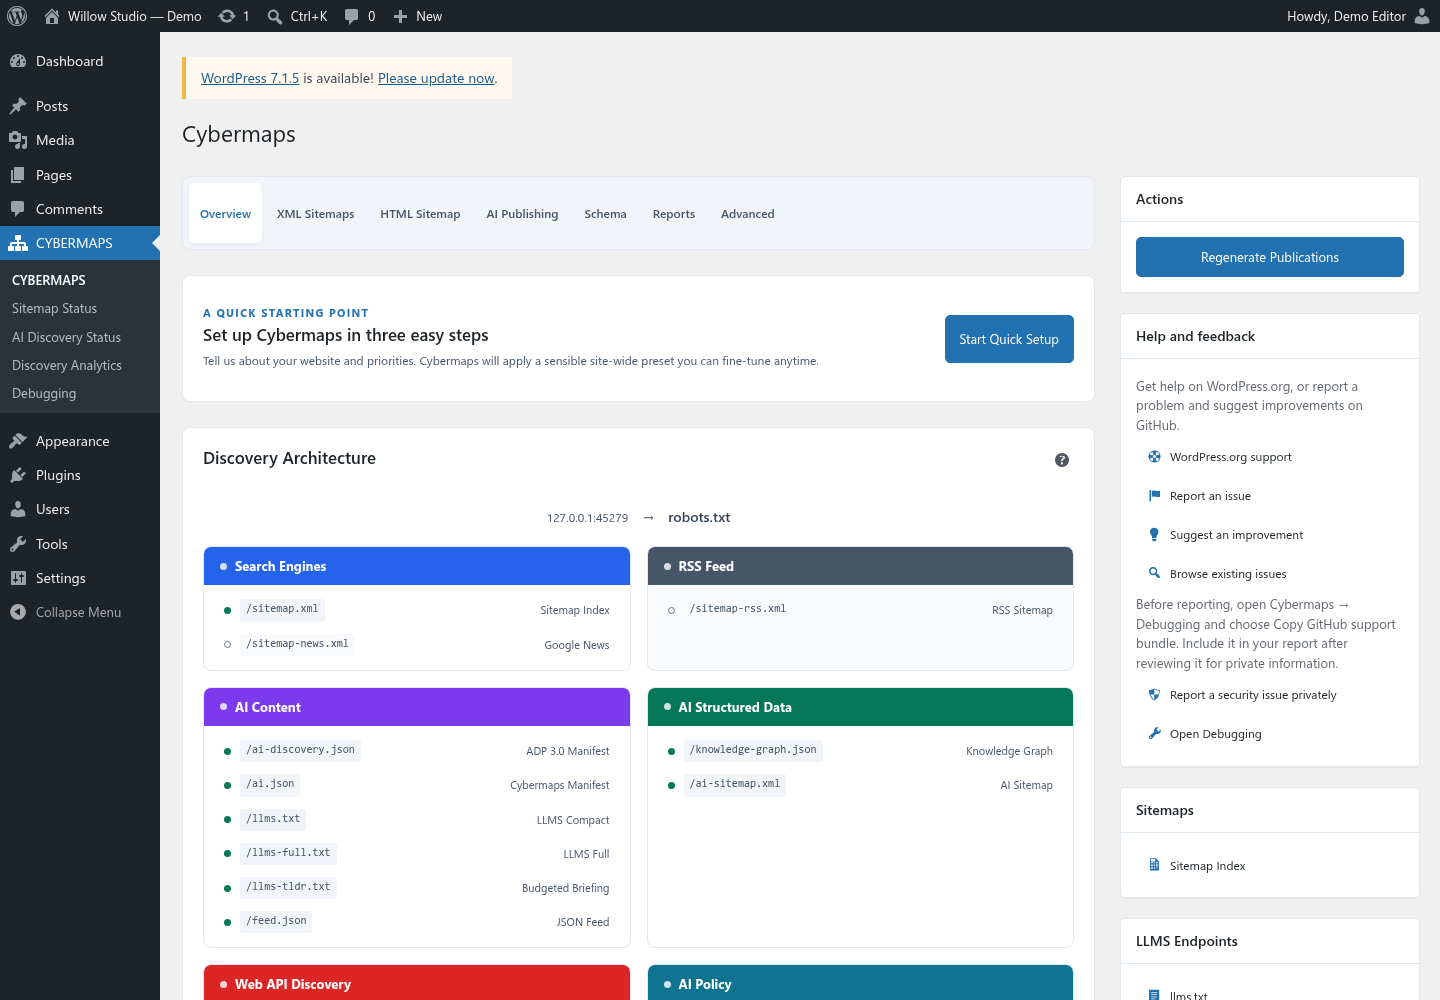 Willow Studio — Demo
1
Ctrl+K
0
New
Howdy, Demo Editor
Dashboard
Posts
Media
Pages
Comments
CYBERMAPS
CYBERMAPS
Sitemap Status
AI Discovery Status
Discovery Analytics
Debugging
Appearance
Plugins
Users
Tools
Settings
Collapse Menu
WordPress 7.1.5 is available! Please update now.
Cybermaps
Overview
XML Sitemaps
HTML Sitemap
AI Publishing
Schema
Reports
Advanced
A QUICK STARTING POINT
Set up Cybermaps in three easy steps
Tell us about your website and priorities. Cybermaps will apply a sensible site-wide preset you can fine-tune anytime.
Start Quick Setup
Discovery Architecture
?
127.0.0.1:45279 → robots.txt
Search Engines
/sitemap.xml Sitemap Index
/sitemap-news.xml Google News
RSS Feed
/sitemap-rss.xml RSS Sitemap
AI Content
/ai-discovery.json ADP 3.0 Manifest
/ai.json Cybermaps Manifest
/llms.txt LLMS Compact
/llms-full.txt LLMS Full
/llms-tldr.txt Budgeted Briefing
/feed.json JSON Feed
AI Structured Data
/knowledge-graph.json Knowledge Graph
/ai-sitemap.xml AI Sitemap
Web API Discovery
AI Policy
Actions
Regenerate Publications
Help and feedback
Get help on WordPress.org, or report a
problem and suggest improvements on
GitHub.
WordPress.org support
Report an issue
Suggest an improvement
Browse existing issues
Before reporting, open Cybermaps →
Debugging and choose Copy GitHub support
bundle. Include it in your report after
reviewing it for private information.
Report a security issue privately
Open Debugging
Sitemaps
Sitemap Index
LLMS Endpoints
llms.txt